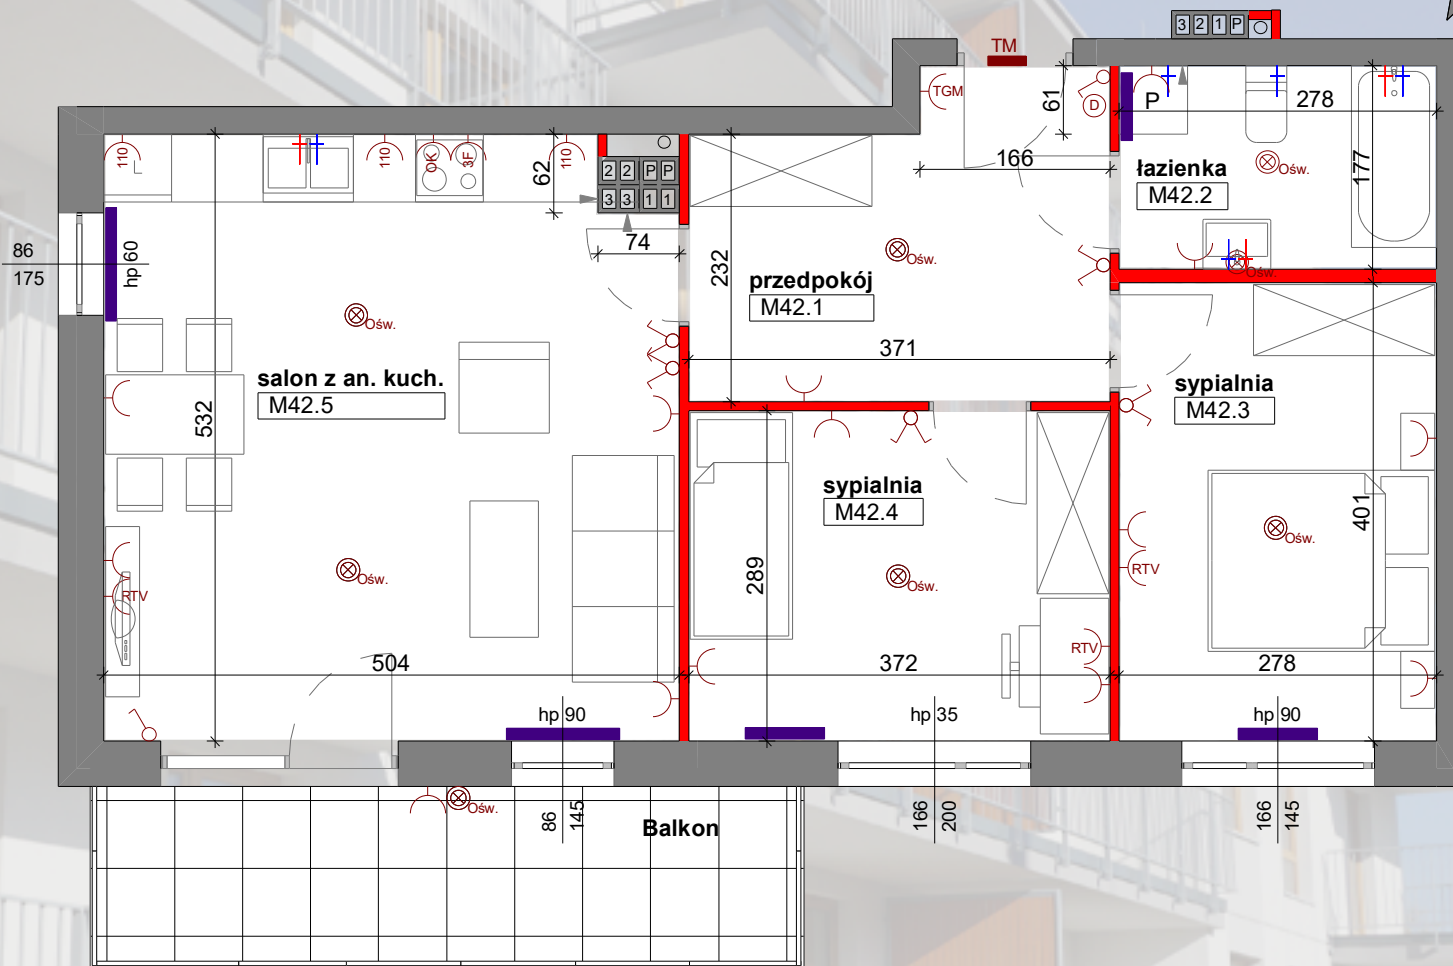 3 2 1 P
TM
TGM
61
D
P
278
110
110
OK
3F
110
62
2 2 P P
3 3 1 1
166
łazienka
M42.2
177
Ośw.
86
175
hp 60
74
232
Ośw.
Ośw.
przedpokój
M42.1
Ośw.
371
salon z an. kuch.
M42.5
532
sypialnia
M42.3
sypialnia
M42.4
401
Ośw.
289
Ośw.
Ośw.
RTV
RTV
RTV
504
372
278
hp 90
hp 35
hp 90
Ośw.
86
145
166
200
166
145
Balkon